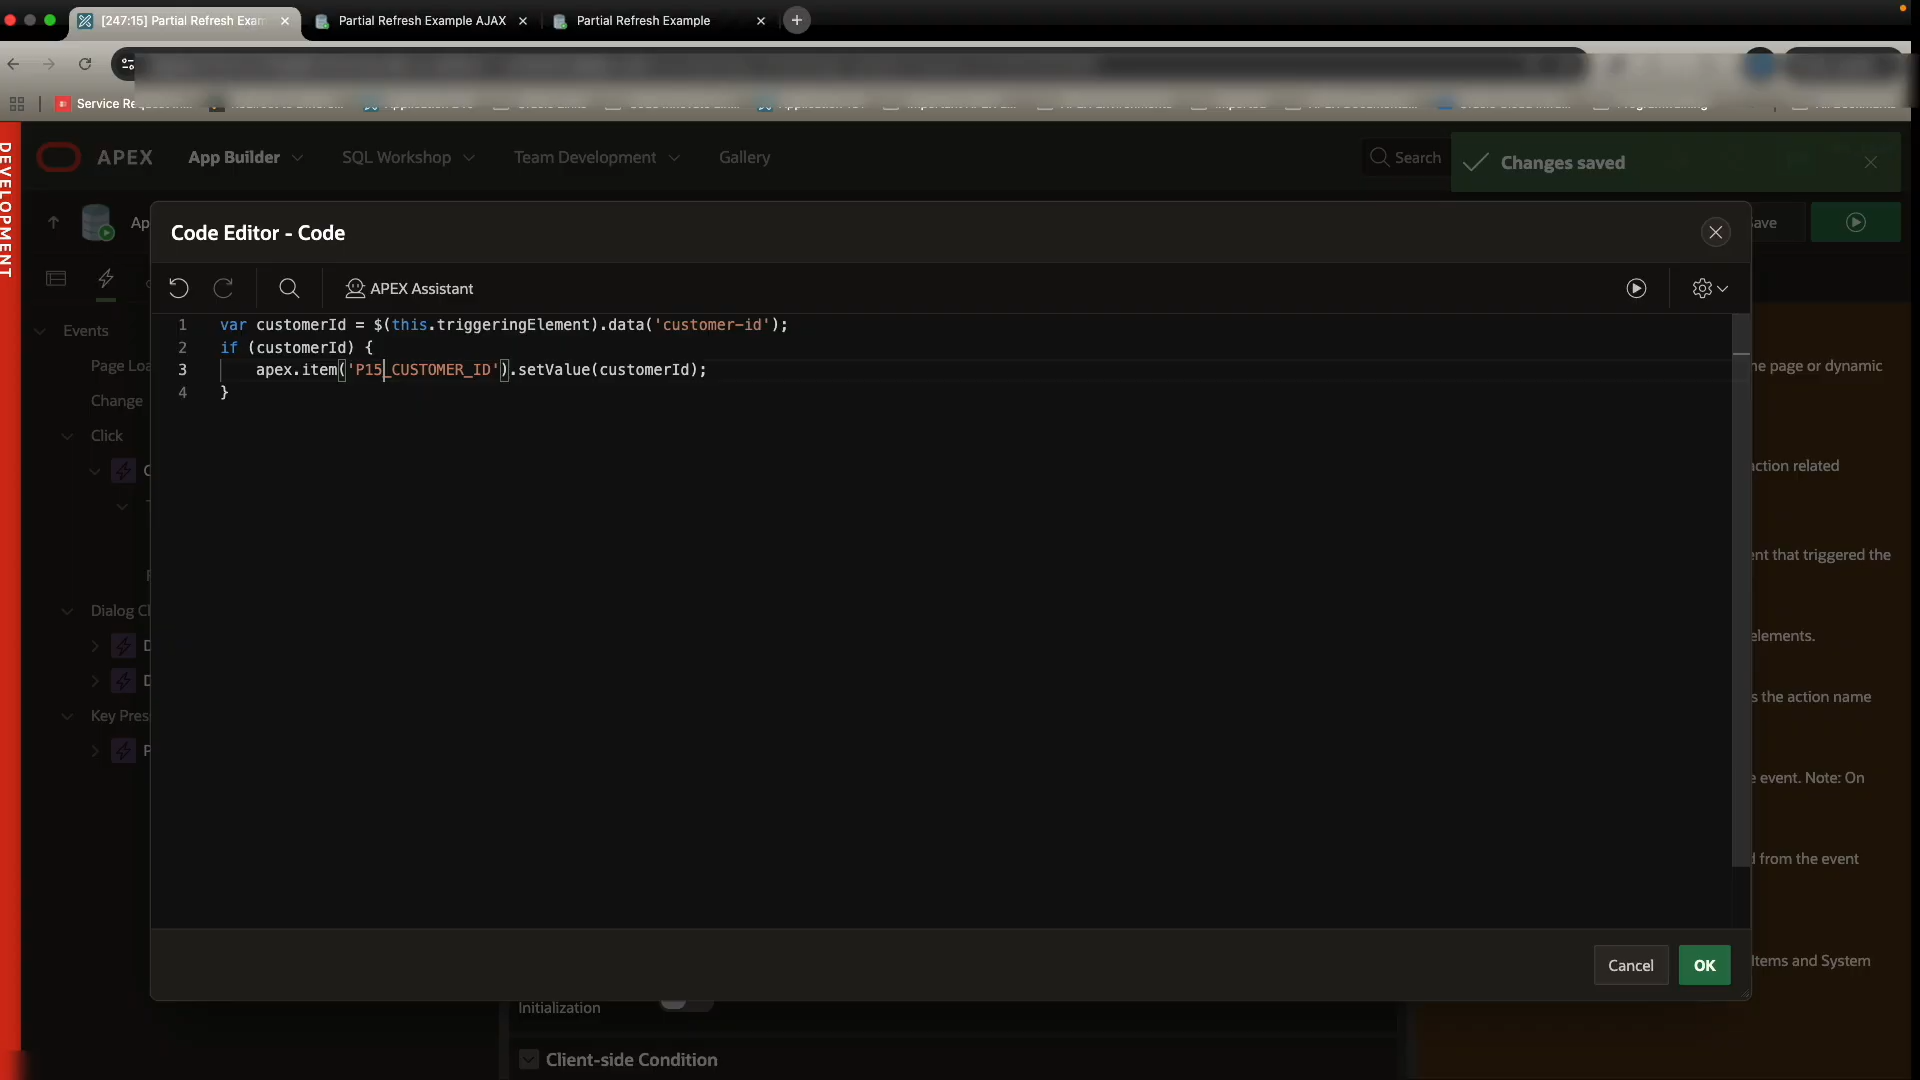 [247:15] Partial Refresh Exam
Partial Refresh Example AJAX
Partial Refresh Example
Service Re
DEVELOPMENT
APEX
App Builder
SQL Workshop
Team Development
Gallery
Search
Changes saved
Ap
ave
Code Editor - Code
APEX Assistant
1 var customerId = $(this.triggeringElement).data('customer-id');
2 if (customerId) {
3 apex.item('P15_CUSTOMER_ID').setValue(customerId);
4 }
Events
Page Loa
Change
Click
C
Dialog Cl
D
D
Key Pres
P
he page or dynamic
action related
ent that triggered the
elements.
s the action name
e event. Note: On
d from the event
Items and System
Cancel
OK
Initialization
Client-side Condition